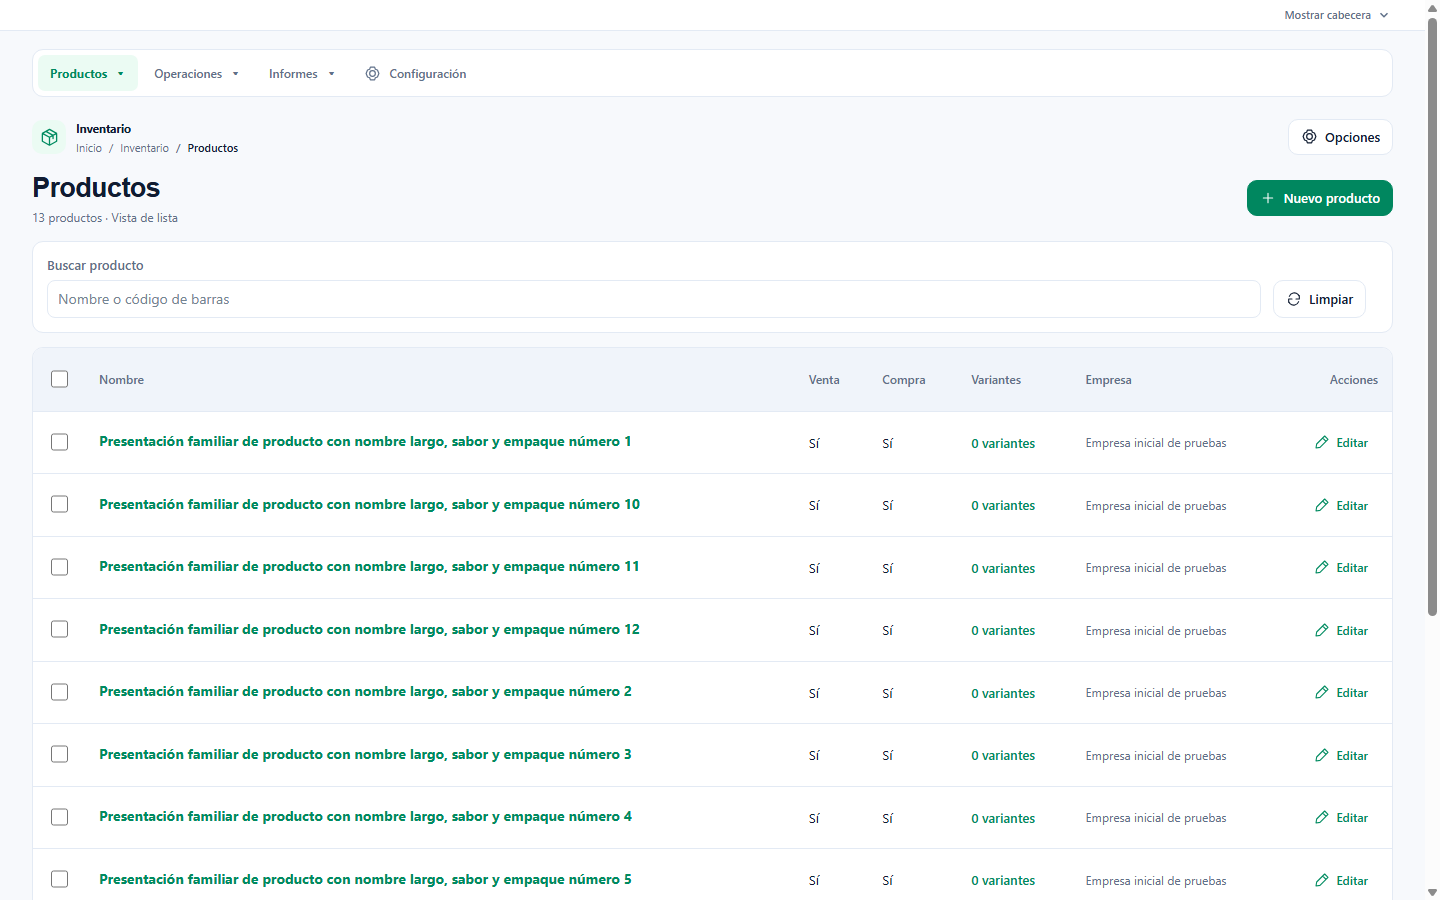 Mostrar cabecera
Productos Operaciones Informes Configuración
Inventario
Inicio / Inventario / Productos
Opciones
Productos
13 productos · Vista de lista
Nuevo producto
Buscar producto
Nombre o código de barras
Limpiar
Nombre Venta Compra Variantes Empresa Acciones
Presentación familiar de producto con nombre largo, sabor y empaque número 1 Sí Sí 0 variantes Empresa inicial de pruebas Editar
Presentación familiar de producto con nombre largo, sabor y empaque número 10 Sí Sí 0 variantes Empresa inicial de pruebas Editar
Presentación familiar de producto con nombre largo, sabor y empaque número 11 Sí Sí 0 variantes Empresa inicial de pruebas Editar
Presentación familiar de producto con nombre largo, sabor y empaque número 12 Sí Sí 0 variantes Empresa inicial de pruebas Editar
Presentación familiar de producto con nombre largo, sabor y empaque número 2 Sí Sí 0 variantes Empresa inicial de pruebas Editar
Presentación familiar de producto con nombre largo, sabor y empaque número 3 Sí Sí 0 variantes Empresa inicial de pruebas Editar
Presentación familiar de producto con nombre largo, sabor y empaque número 4 Sí Sí 0 variantes Empresa inicial de pruebas Editar
Presentación familiar de producto con nombre largo, sabor y empaque número 5 Sí Sí 0 variantes Empresa inicial de pruebas Editar